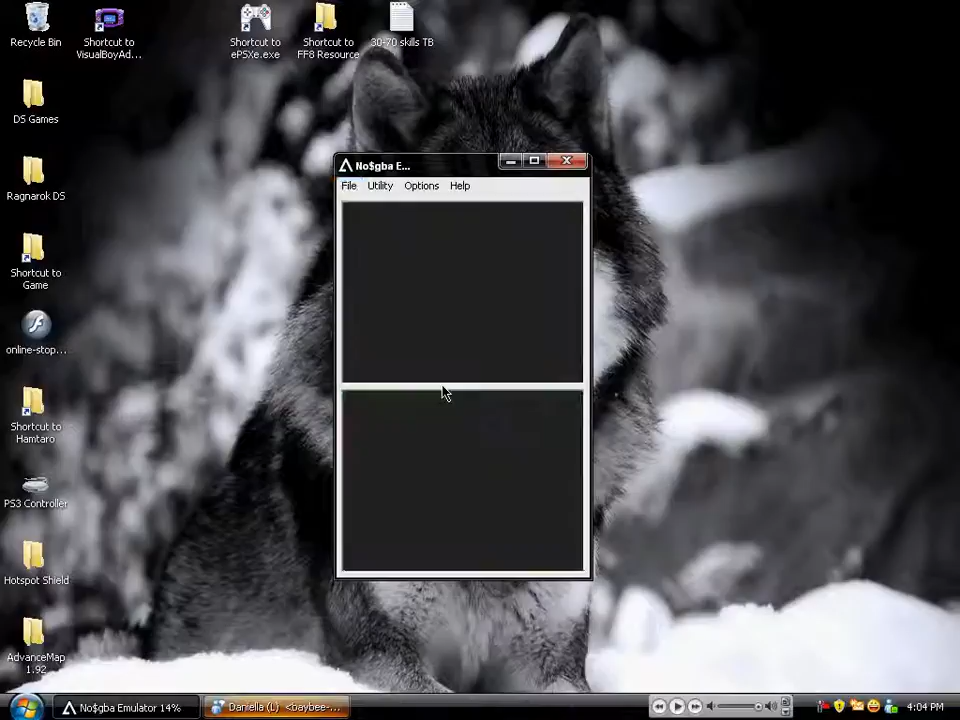 Recycle Bin
Shortcut to
VisualBoyAd...
Shortcut to
ePSXe.exe
Shortcut to
FF8 Resource
30-70 skills TB
DS Games
Ragnarok DS
Shortcut to
Game
online-stop...
Shortcut to
Hamtaro
PS3 Controller
Hotspot Shield
AdvanceMap
1.92
No$gba E...
File Utility Options Help
No$gba Emulator 14%
Daniella (L) <baybee-...
4:04 PM